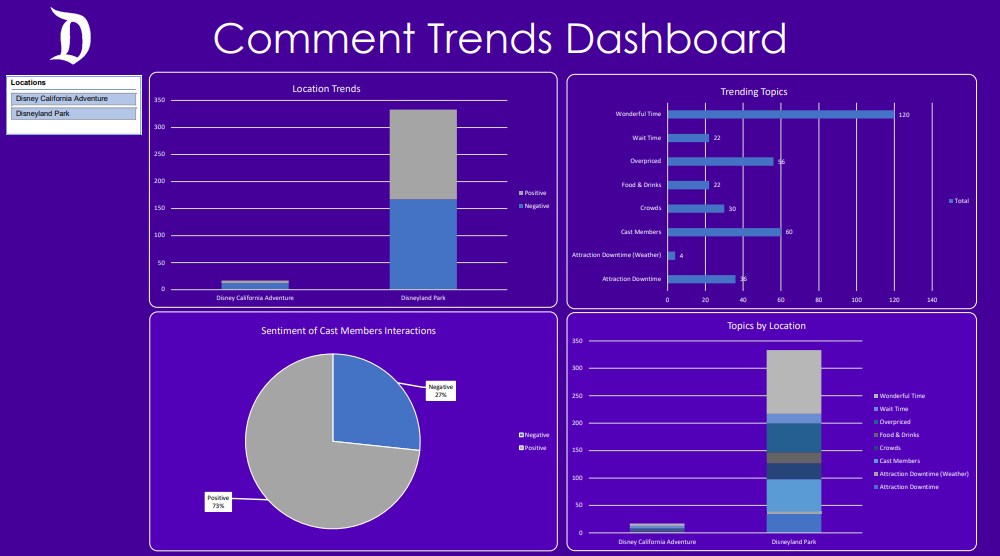 D
Comment Trends Dashboard
Locations
Disney California Adventure
Disneyland Park
Location Trends
350
300
250
200
150
100
50
0
Disney California Adventure
Disneyland Park
Positive
Negative
Trending Topics
Wonderful Time
120
Wait Time
22
Overpriced
56
Food & Drinks
22
Crowds
30
Cast Members
60
Attraction Downtime (Weather)
4
Attraction Downtime
36
0 20 40 60 80 100 120 140
Total
Sentiment of Cast Members Interactions
Negative
27%
Positive
73%
Negative
Positive
Topics by Location
350
300
250
200
150
100
50
0
Disney California Adventure
Disneyland Park
Wonderful Time
Wait Time
Overpriced
Food & Drinks
Crowds
Cast Members
Attraction Downtime (Weather)
Attraction Downtime